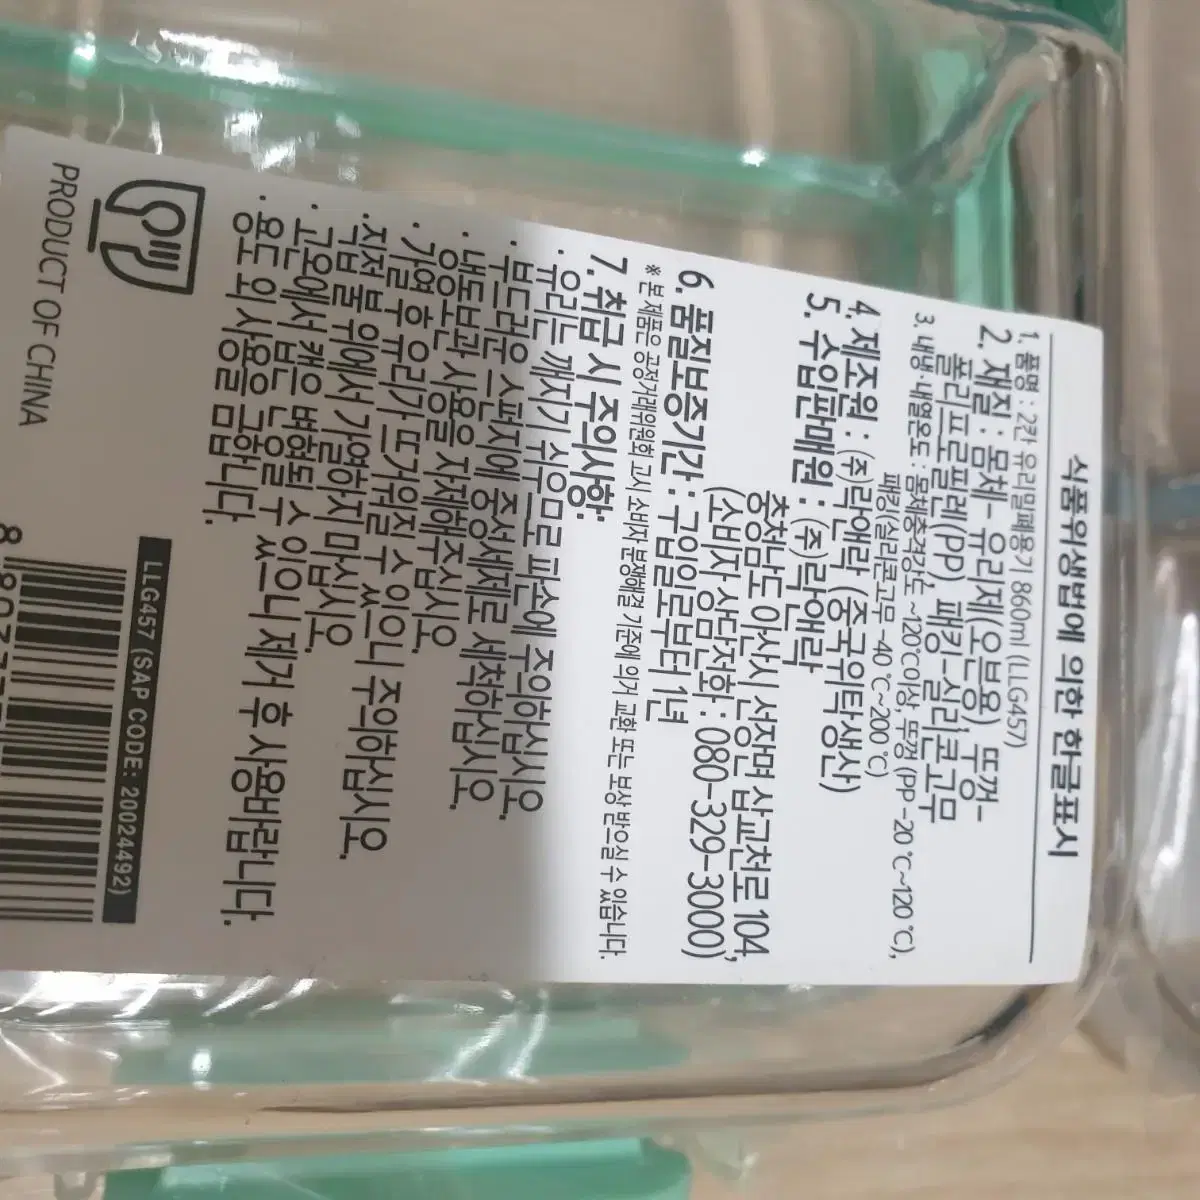 식품위생법에 의한 한글표시
1. 품명 : 2칸 유리밀폐용기 860ml (LLG457)
2. 재질 : 몸체- 유리제(오븐용), 뚜껑-
폴리프로필렌(PP), 패킹-실리콘고무
3. 내냉·내열온도 : 몸체충격강도 ~120℃이상, 뚜껑 (PP -20 ℃~120 ℃),
패킹(실리콘고무 -40 ℃~200 ℃)
4. 제조원 : (주)락앤락 (중국위탁생산)
5. 수입판매원 : (주)락앤락
충청남도 아산시 선장면 삽교천로 104,
(소비자 상담전화 : 080-329-3000)
6. 품질보증기간 : 구입일로부터 1년
※ 본 제품은 공정거래위원회 고시 소비자 분쟁해결 기준에 의거 교환 또는 보상 받으실 수 있습니다.
7. 취급 시 주의사항:
· 유리는 깨지기 쉬우므로 파손에 주의하십시오.
· 부드러운 스펀지에 중성세제로 세척하십시오.
· 냉동보관 사용을 자제해주십시오.
· 가열 후 유리가 뜨거워질 수 있으니 주의하십시오.
· 직접불 위에서 가열하지 마십시오.
· 고온에서 캡은 변형될 수 있으니 제거 후 사용바랍니다.
· 용도 외 사용은 금합니다.
PRODUCT OF CHINA
LLG457 (SAP CODE: 20024492)